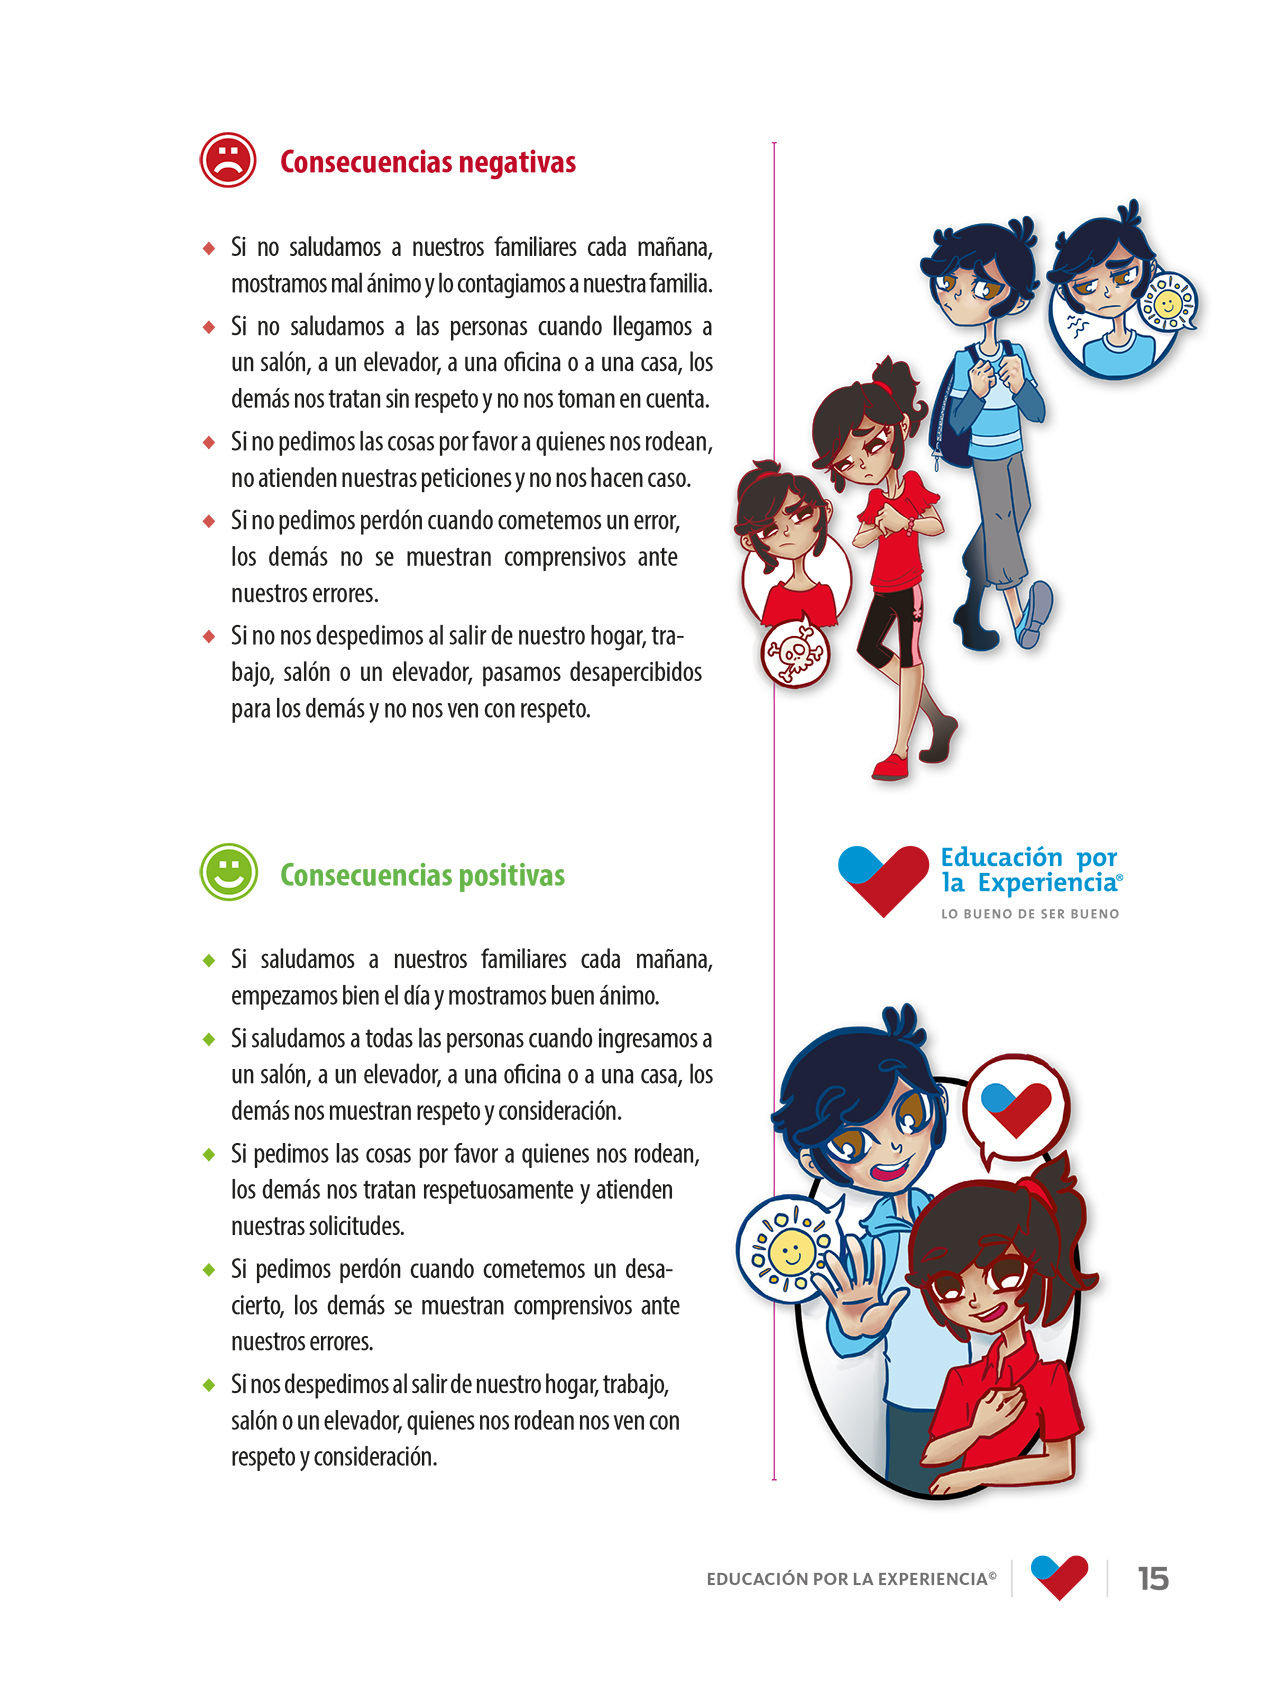 Consecuencias negativas
Si no saludamos a nuestros familiares cada mañana,
mostramos mal ánimo y lo contagiamos a nuestra familia.
Si no saludamos a las personas cuando llegamos a
un salón, a un elevador, a una oficina o a una casa, los
demás nos tratan sin respeto y no nos toman en cuenta.
Si no pedimos las cosas por favor a quienes nos rodean,
no atienden nuestras peticiones y no nos hacen caso.
Si no pedimos perdón cuando cometemos un error,
los demás no se muestran comprensivos ante
nuestros errores.
Si no nos despedimos al salir de nuestro hogar, tra-
bajo, salón o un elevador, pasamos desapercibidos
para los demás y no nos ven con respeto.
Educación por
la Experiencia®
LO BUENO DE SER BUENO
Consecuencias positivas
Si saludamos a nuestros familiares cada mañana,
empezamos bien el día y mostramos buen ánimo.
Si saludamos a todas las personas cuando ingresamos a
un salón, a un elevador, a una oficina o a una casa, los
demás nos muestran respeto y consideración.
Si pedimos las cosas por favor a quienes nos rodean,
los demás nos tratan respetuosamente y atienden
nuestras solicitudes.
Si pedimos perdón cuando cometemos un desa-
cierto, los demás se muestran comprensivos ante
nuestros errores.
Si nos despedimos al salir de nuestro hogar, trabajo,
salón o un elevador, quienes nos rodean nos ven con
respeto y consideración.
EDUCACIÓN POR LA EXPERIENCIA© 15